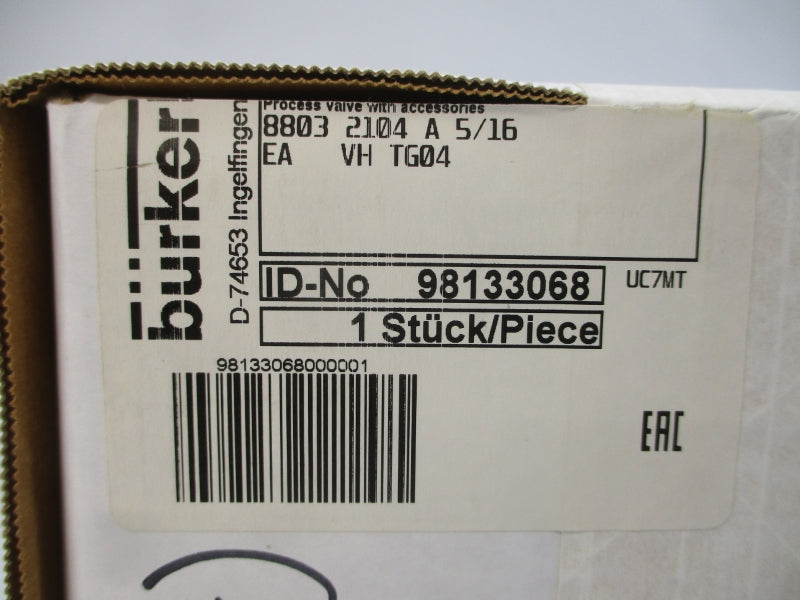 bürkert
D-74653 Ingelfingen
Process valve with accessories
8803 2104 A 5/16
EA VH TG04
ID-No 98133068
UC7MT
1 Stück/Piece
98133068000001
EAC